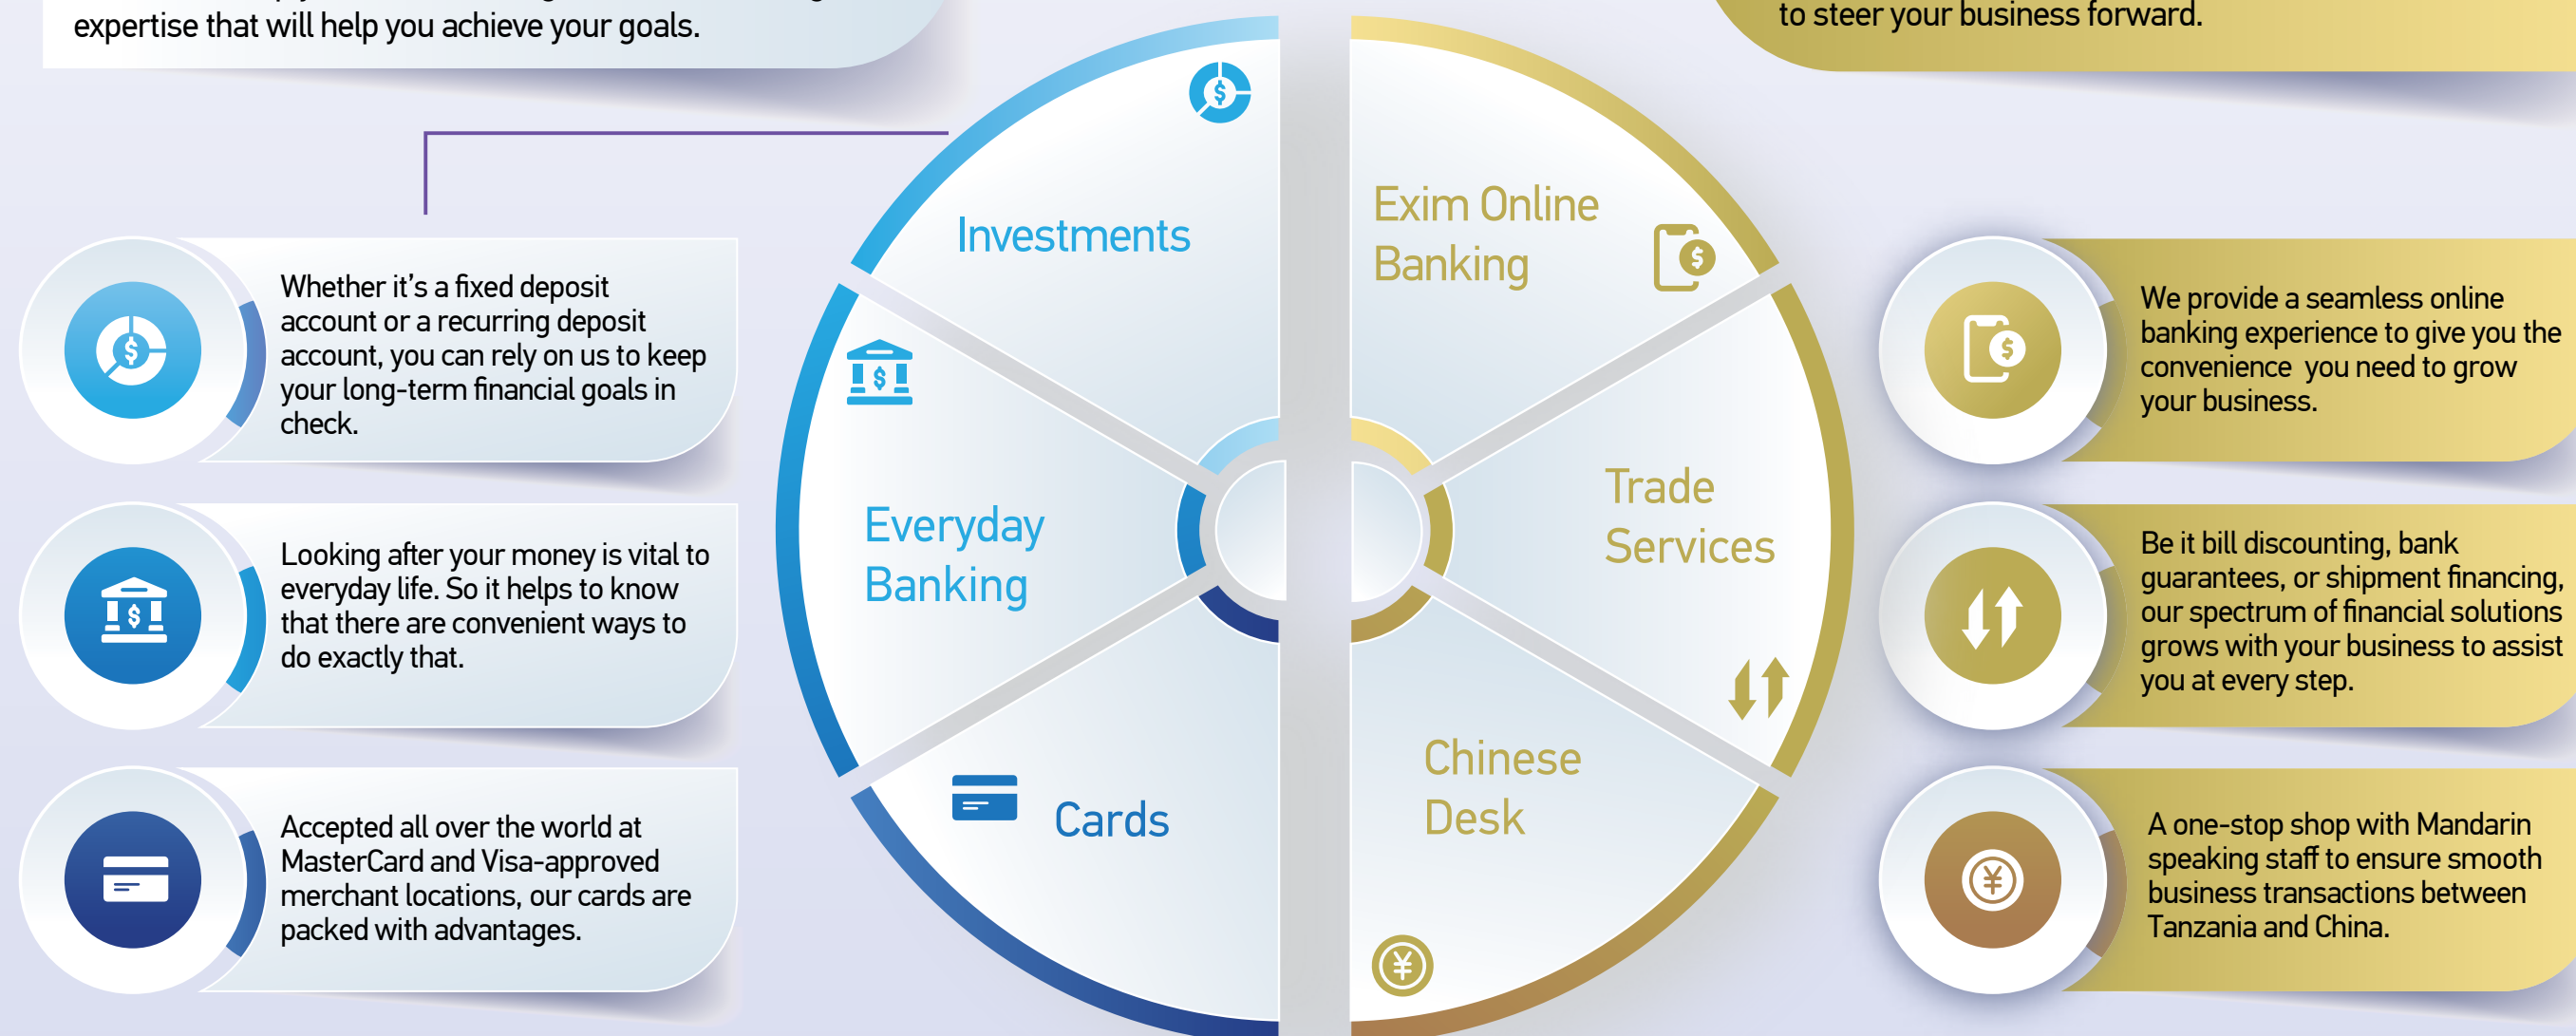 expertise that will help you achieve your goals.
to steer your business forward.
Investments
Everyday
Banking
Cards
Exim Online
Banking
Trade
Services
Chinese
Desk
Whether it’s a fixed deposit
account or a recurring deposit
account, you can rely on us to keep
your long-term financial goals in
check.
Looking after your money is vital to
everyday life. So it helps to know
that there are convenient ways to
do exactly that.
Accepted all over the world at
MasterCard and Visa-approved
merchant locations, our cards are
packed with advantages.
We provide a seamless online
banking experience to give you the
convenience  you need to grow
your business.
Be it bill discounting, bank
guarantees, or shipment financing,
our spectrum of financial solutions
grows with your business to assist
you at every step.
A one-stop shop with Mandarin
speaking staff to ensure smooth
business transactions between
Tanzania and China.